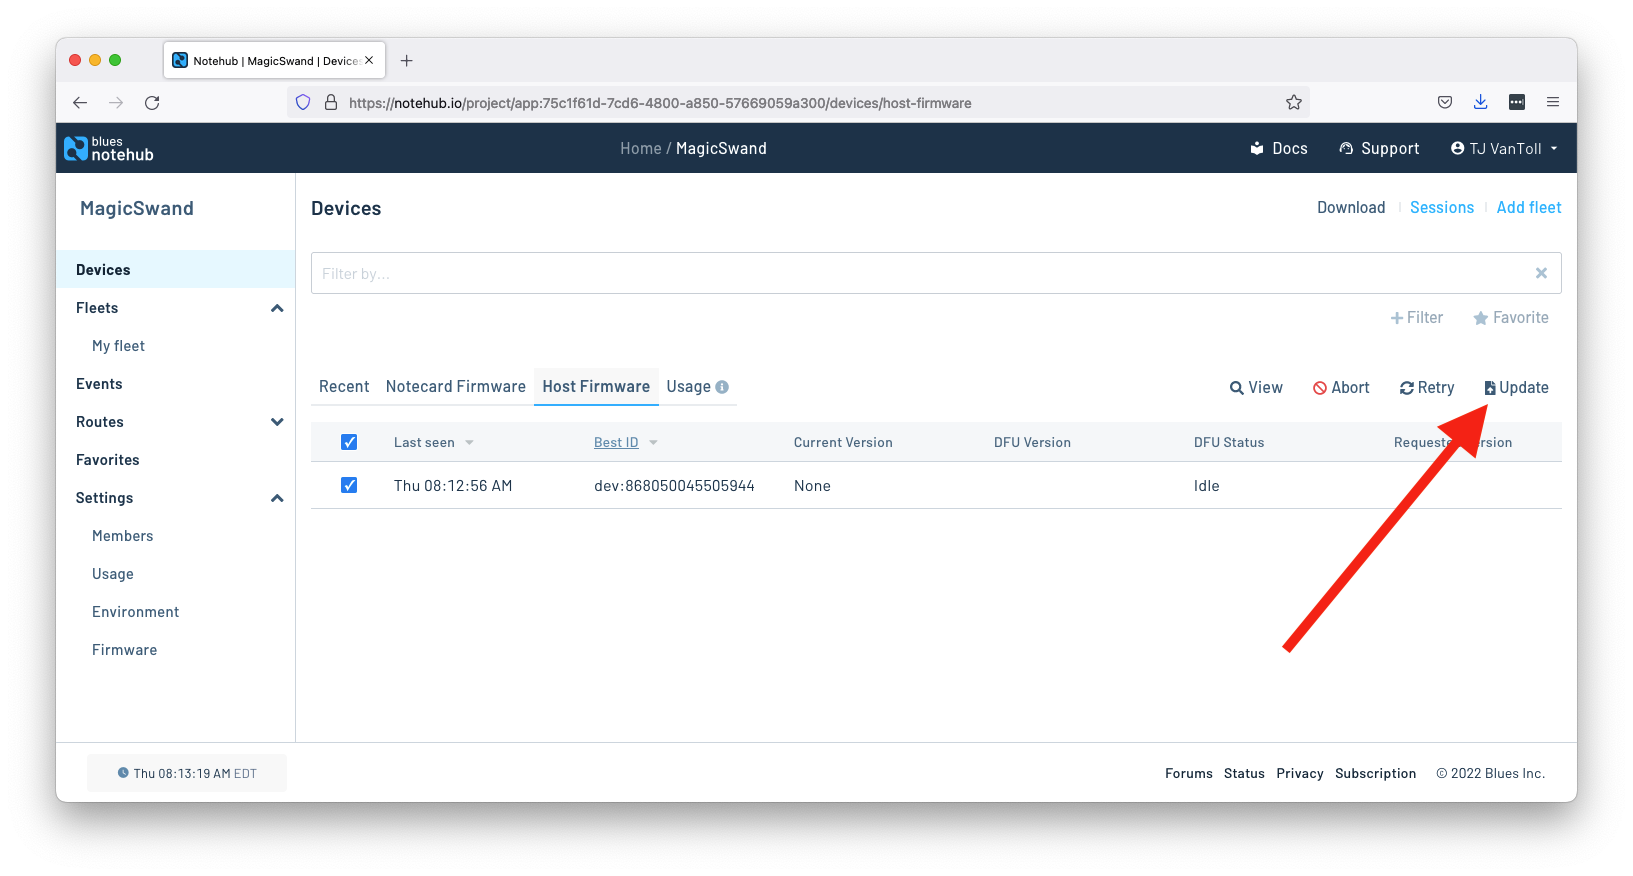 Notehub | MagicSwand | Device
https://notehub.io/project/app:75c1f61d-7cd6-4800-a850-57669059a300/devices/host-firmware
blues
notehub
Home / MagicSwand
Docs
Support
TJ VanToll
MagicSwand
Devices
Fleets
My fleet
Events
Routes
Favorites
Settings
Members
Usage
Environment
Firmware
Devices
Download
Sessions
Add fleet
Filter by...
Filter
Favorite
Recent
Notecard Firmware
Host Firmware
Usage
View
Abort
Retry
Update
Last seen
Best ID
Current Version
DFU Version
DFU Status
Thu 08:12:56 AM
dev:868050045505944
None
Idle
Thu 08:13:19 AM EDT
Forums
Status
Privacy
Subscription
© 2022 Blues Inc.